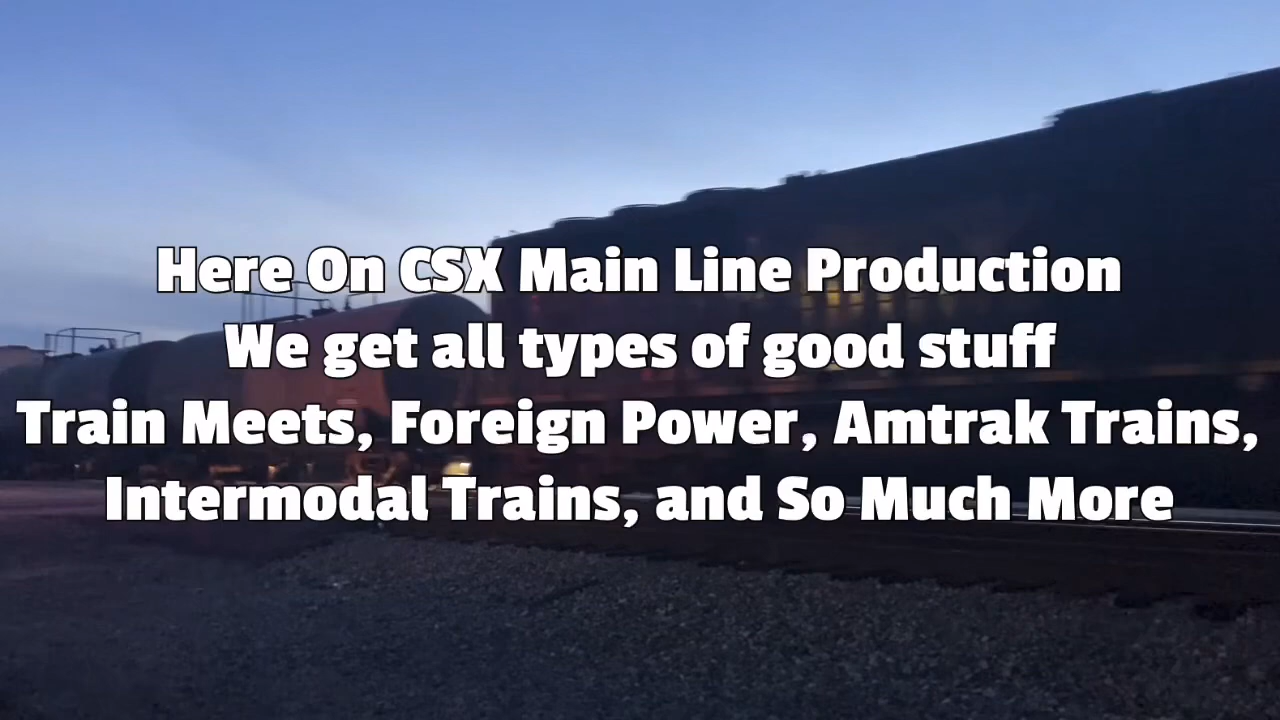 Here On CSX Main Line Production
We get all types of good stuff
Train Meets, Foreign Power, Amtrak Trains,
Intermodal Trains, and So Much More